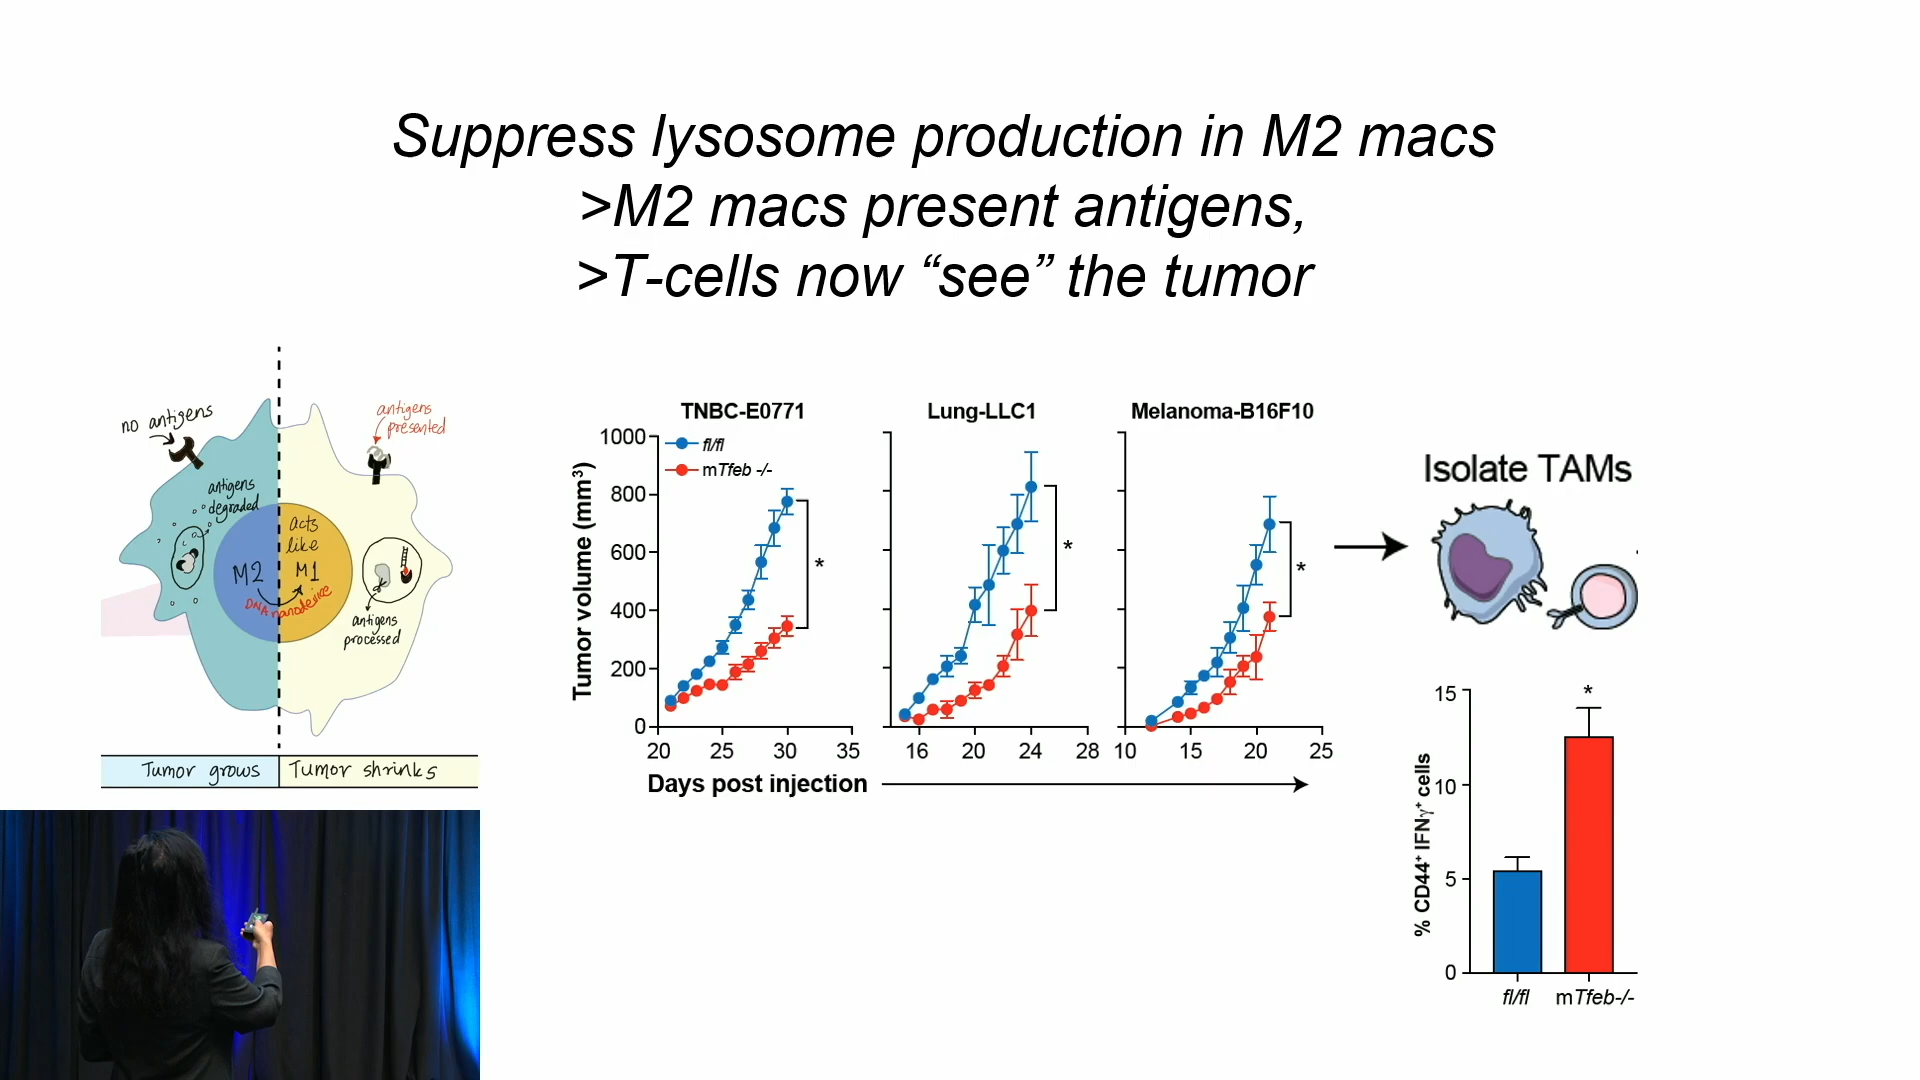 Suppress lysosome production in M2 macs
>M2 macs present antigens,
>T-cells now “see” the tumor
no antigens
antigens
degraded
M2
acts
like
M1
DNA nanodevice
antigens
presented
antigens
processed
Tumor grows
Tumor shrinks
TNBC-E0771
Lung-LLC1
Melanoma-B16F10
fl/fl
mTfeb -/-
Tumor volume (mm³)
1000
800
600
400
200
0
20 25 30 35
16 20 24 28
10 15 20 25
*
*
*
Days post injection
Isolate TAMs
% CD44⁺ IFNγ⁺ cells
15
10
5
0
*
fl/fl
mTfeb-/-